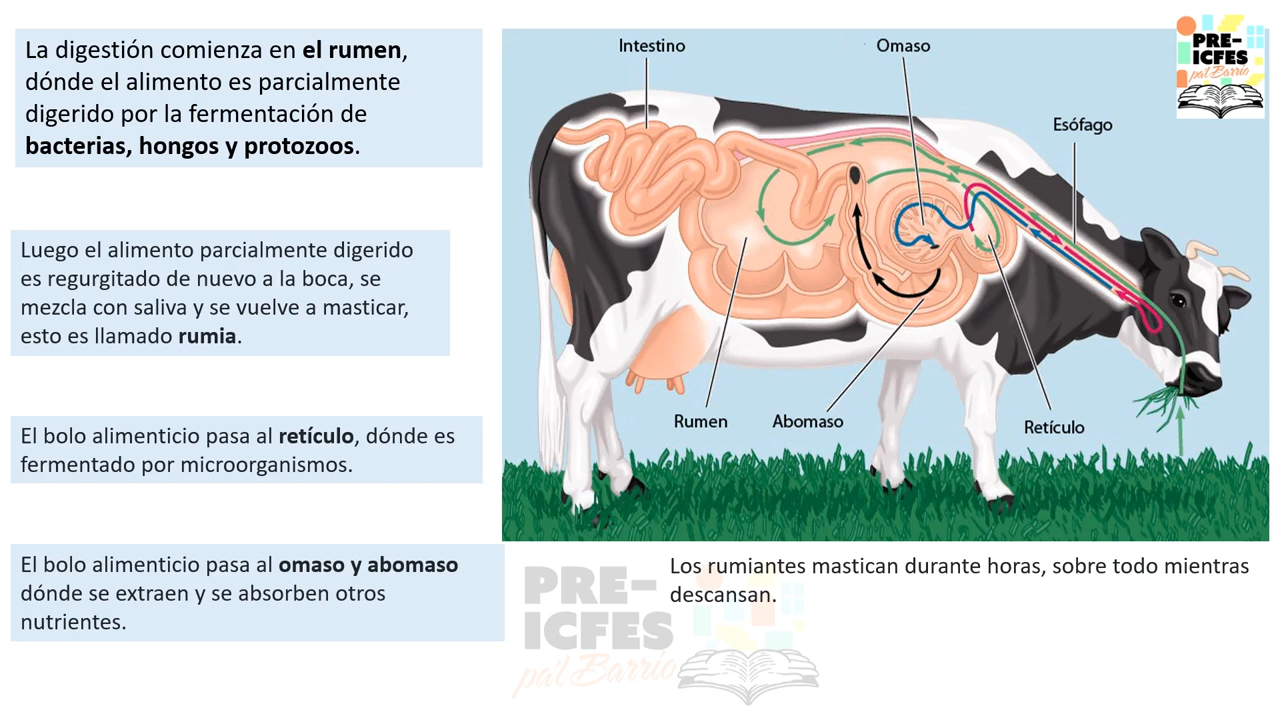 La digestión comienza en el rumen,
dónde el alimento es parcialmente
digerido por la fermentación de
bacterias, hongos y protozoos.
Luego el alimento parcialmente digerido
es regurgitado de nuevo a la boca, se
mezcla con saliva y se vuelve a masticar,
esto es llamado rumia.
El bolo alimenticio pasa al retículo, dónde es
fermentado por microorganismos.
El bolo alimenticio pasa al omaso y abomaso
dónde se extraen y se absorben otros
nutrientes.
Intestino
Omaso
Esófago
Rumen
Abomaso
Retículo
PRE-
ICFES
pa'l Barrio
Los rumiantes mastican durante horas, sobre todo mientras
descansan.
PRE-
ICFES
pa'l Barrio